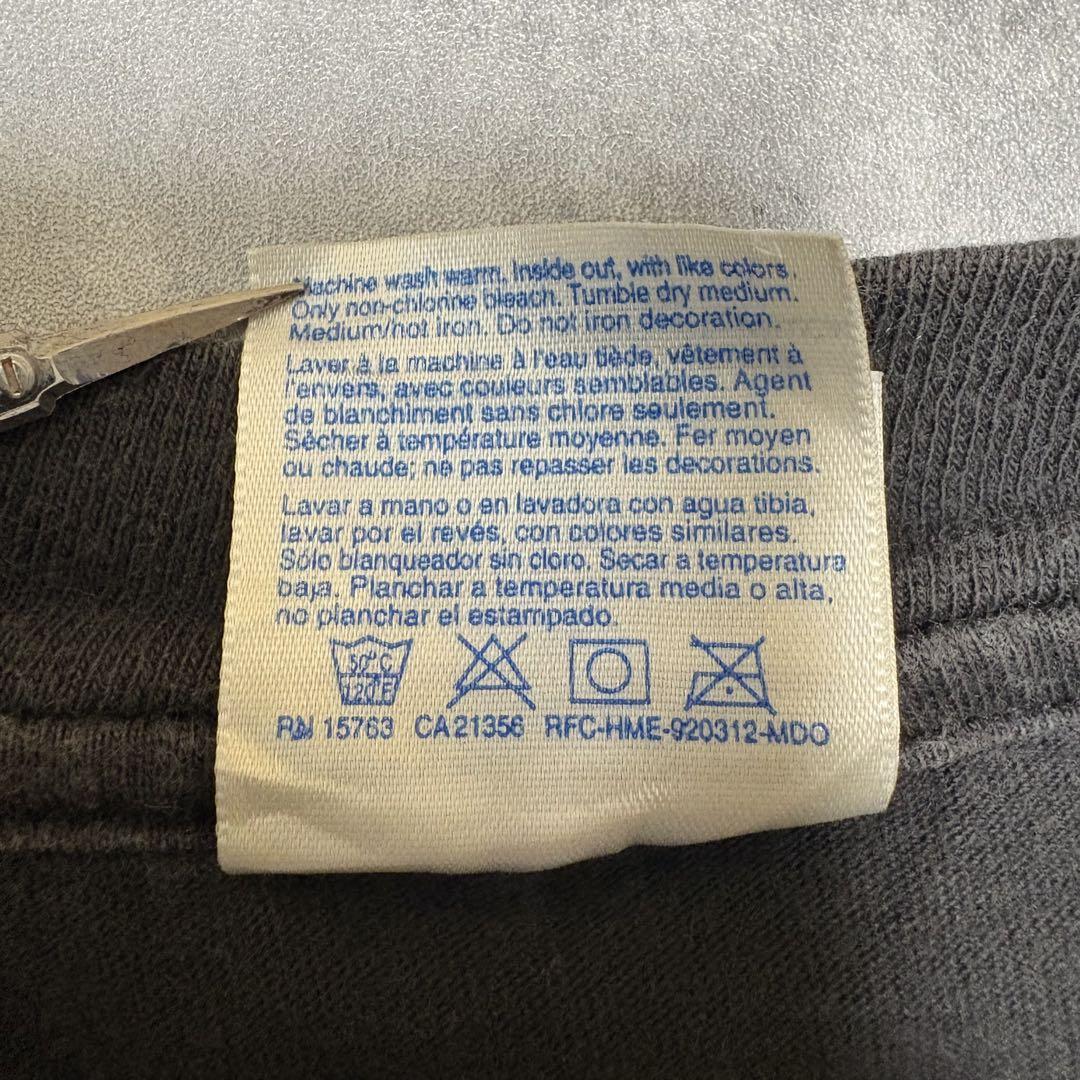 Machine wash warm, inside out, with like colors.
Only non-chlorine bleach. Tumble dry medium.
Medium/hot iron. Do not iron decoration.
Laver à la machine à l'eau tiède, vêtement à
l'envers, avec couleurs semblables. Agent
de blanchiment sans chlore seulement.
Sécher à température moyenne. Fer moyen
ou chaude; ne pas repasser les decorations.
Lavar a mano o en lavadora con agua tibia,
lavar por el revés, con colores similares.
Sólo blanqueador sin cloro. Secar a temperatura
baja. Planchar a temperatura media o alta,
no planchar el estampado.
50°C
120°F
RN 15763 CA 21356 RFC-HME-920312-MDO